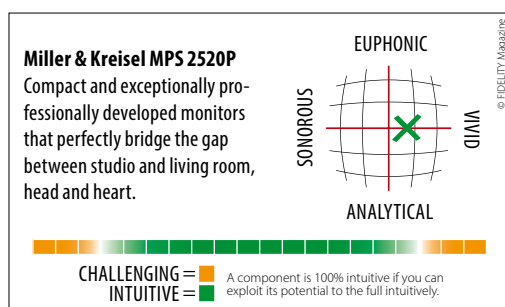 Miller & Kreisel MPS 2520P
Compact and exceptionally pro-
fessionally developed monitors
that perfectly bridge the gap
between studio and living room,
head and heart.
EUPHONIC
SONOROUS
VIVID
ANALYTICAL
© FIDELITY Magazine
CHALLENGING =
INTUITIVE =
A component is 100% intuitive if you can
exploit its potential to the full intuitively.